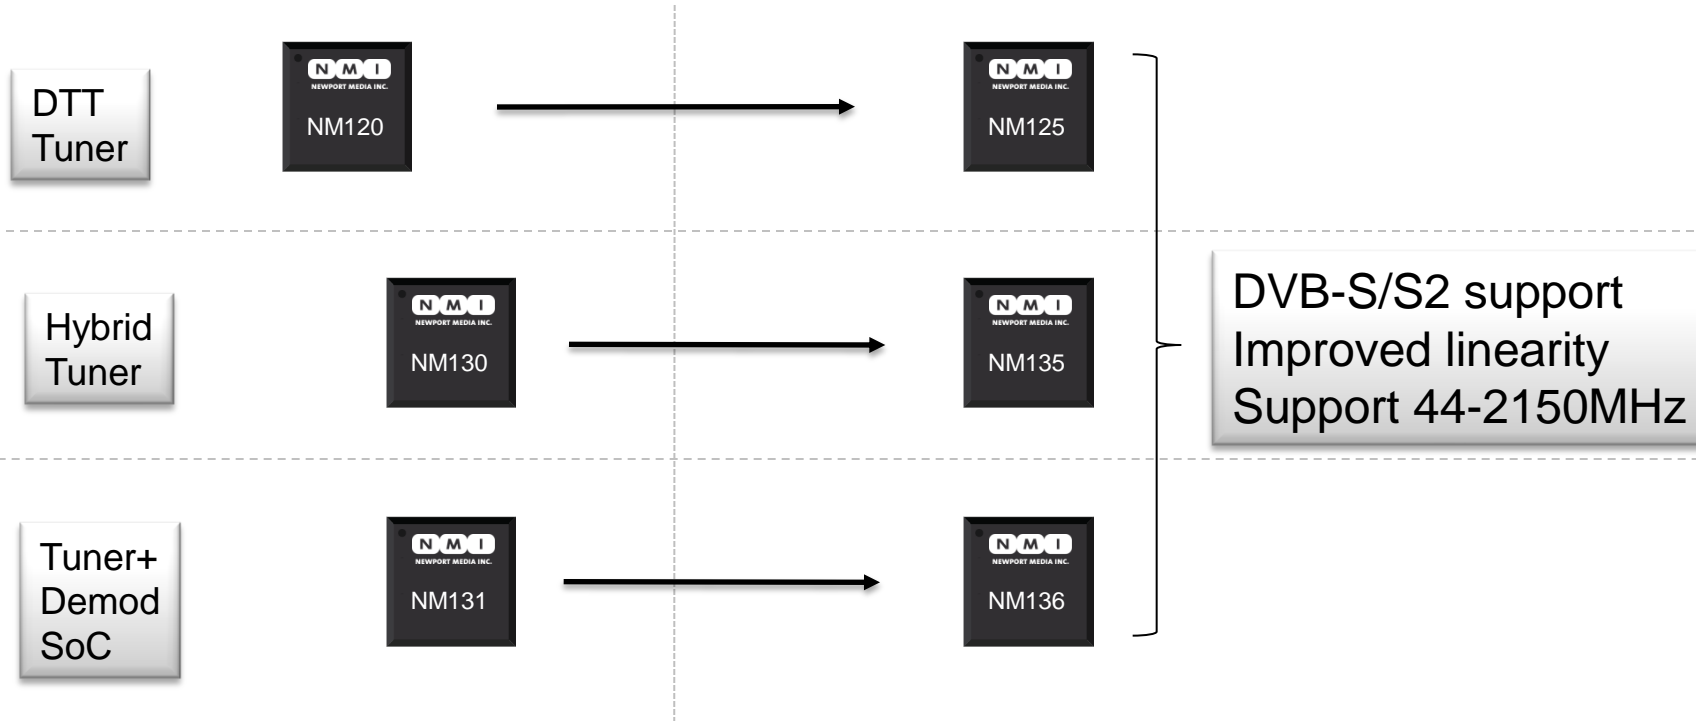 DTT
Tuner
NMI
NEWPORT MEDIA INC.
NM120
NMI
NEWPORT MEDIA INC.
NM125
Hybrid
Tuner
NMI
NEWPORT MEDIA INC.
NM130
NMI
NEWPORT MEDIA INC.
NM135
DVB-S/S2 support
Improved linearity
Support 44-2150MHz
Tuner+
Demod
SoC
NMI
NEWPORT MEDIA INC.
NM131
NMI
NEWPORT MEDIA INC.
NM136